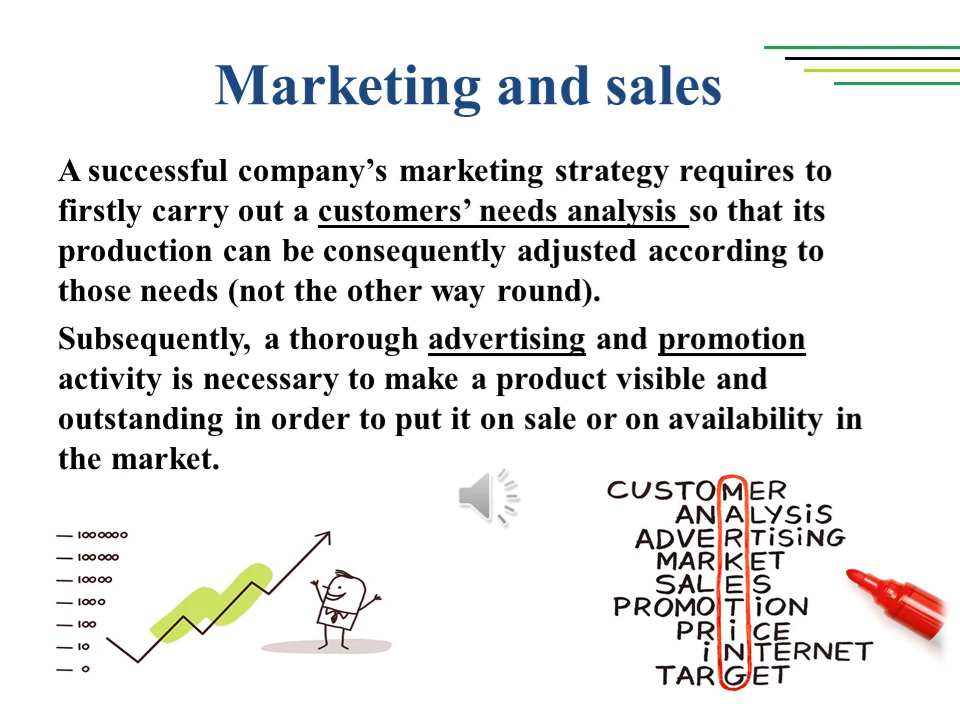 Marketing and sales
A successful company’s marketing strategy requires to
firstly carry out a customers’ needs analysis so that its
production can be consequently adjusted according to
those needs (not the other way round).
Subsequently, a thorough advertising and promotion
activity is necessary to make a product visible and
outstanding in order to put it on sale or on availability in
the market.
1000000
100000
10000
1000
100
10
0
CUSTOMER
ANALYSiS
ADVERTiSiNG
MARKET
SALES
PROMOTiON
PRiCE
iNTERNET
TARGET